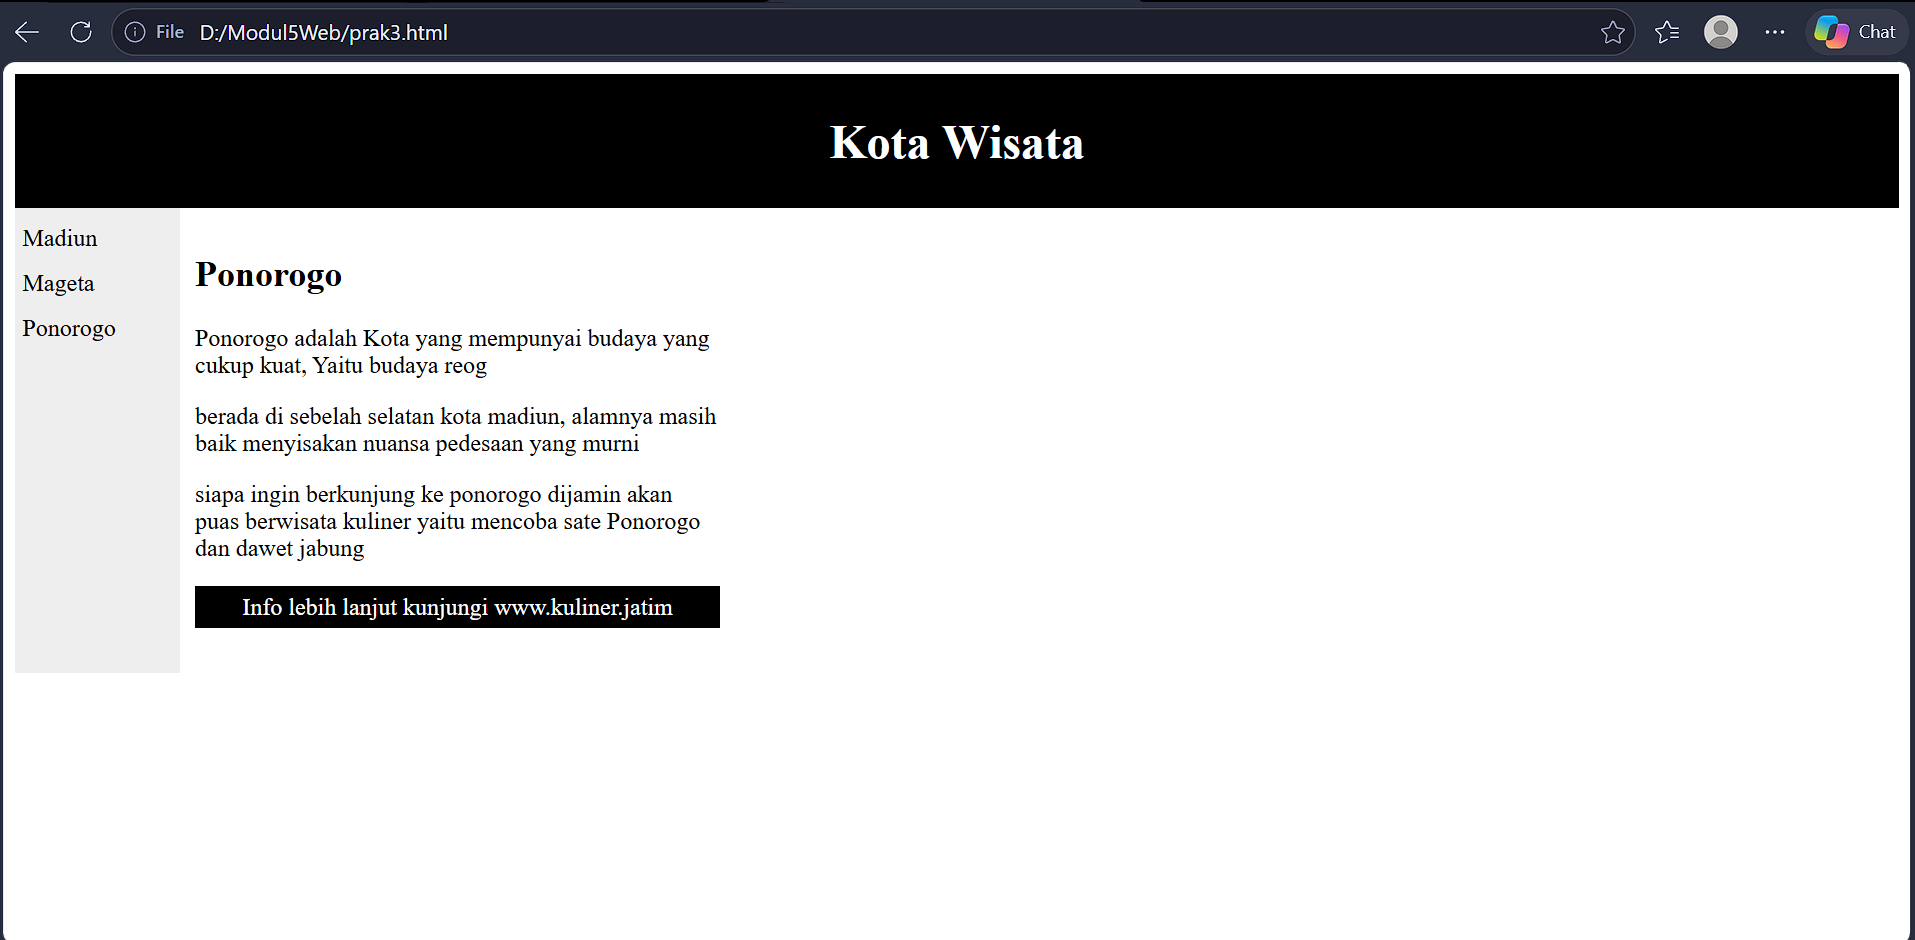 File D:/Modul5Web/prak3.html
Chat
Kota Wisata
Madiun
Mageta
Ponorogo
Ponorogo
Ponorogo adalah Kota yang mempunyai budaya yang
cukup kuat, Yaitu budaya reog
berada di sebelah selatan kota madiun, alamnya masih
baik menyisakan nuansa pedesaan yang murni
siapa ingin berkunjung ke ponorogo dijamin akan
puas berwisata kuliner yaitu mencoba sate Ponorogo
dan dawet jabung
Info lebih lanjut kunjungi www.kuliner.jatim